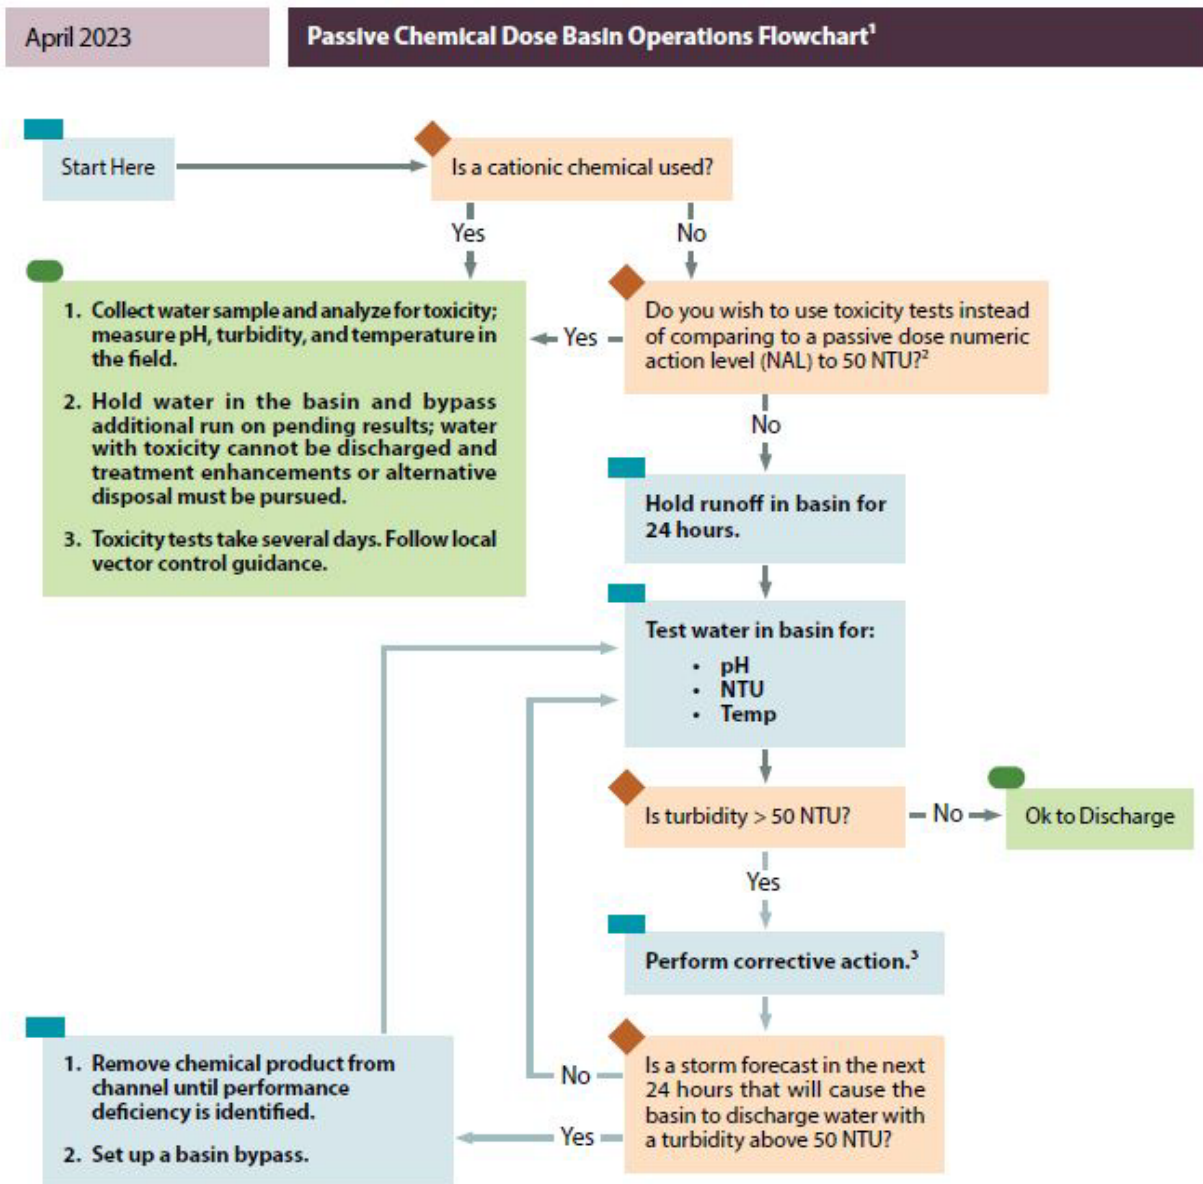 April 2023
Passive Chemical Dose Basin Operations Flowchart¹
Start Here
Is a cationic chemical used?
Yes
No
1. Collect water sample and analyze for toxicity;
measure pH, turbidity, and temperature in
the field.
2. Hold water in the basin and bypass
additional run on pending results; water
with toxicity cannot be discharged and
treatment enhancements or alternative
disposal must be pursued.
3. Toxicity tests take several days. Follow local
vector control guidance.
Yes
Do you wish to use toxicity tests instead
of comparing to a passive dose numeric
action level (NAL) to 50 NTU?²
No
Hold runoff in basin for
24 hours.
Test water in basin for:
• pH
• NTU
• Temp
Is turbidity > 50 NTU?
No
Ok to Discharge
Yes
Perform corrective action.³
Is a storm forecast in the next
24 hours that will cause the
basin to discharge water with
a turbidity above 50 NTU?
No
Yes
1. Remove chemical product from
channel until performance
deficiency is identified.
2. Set up a basin bypass.